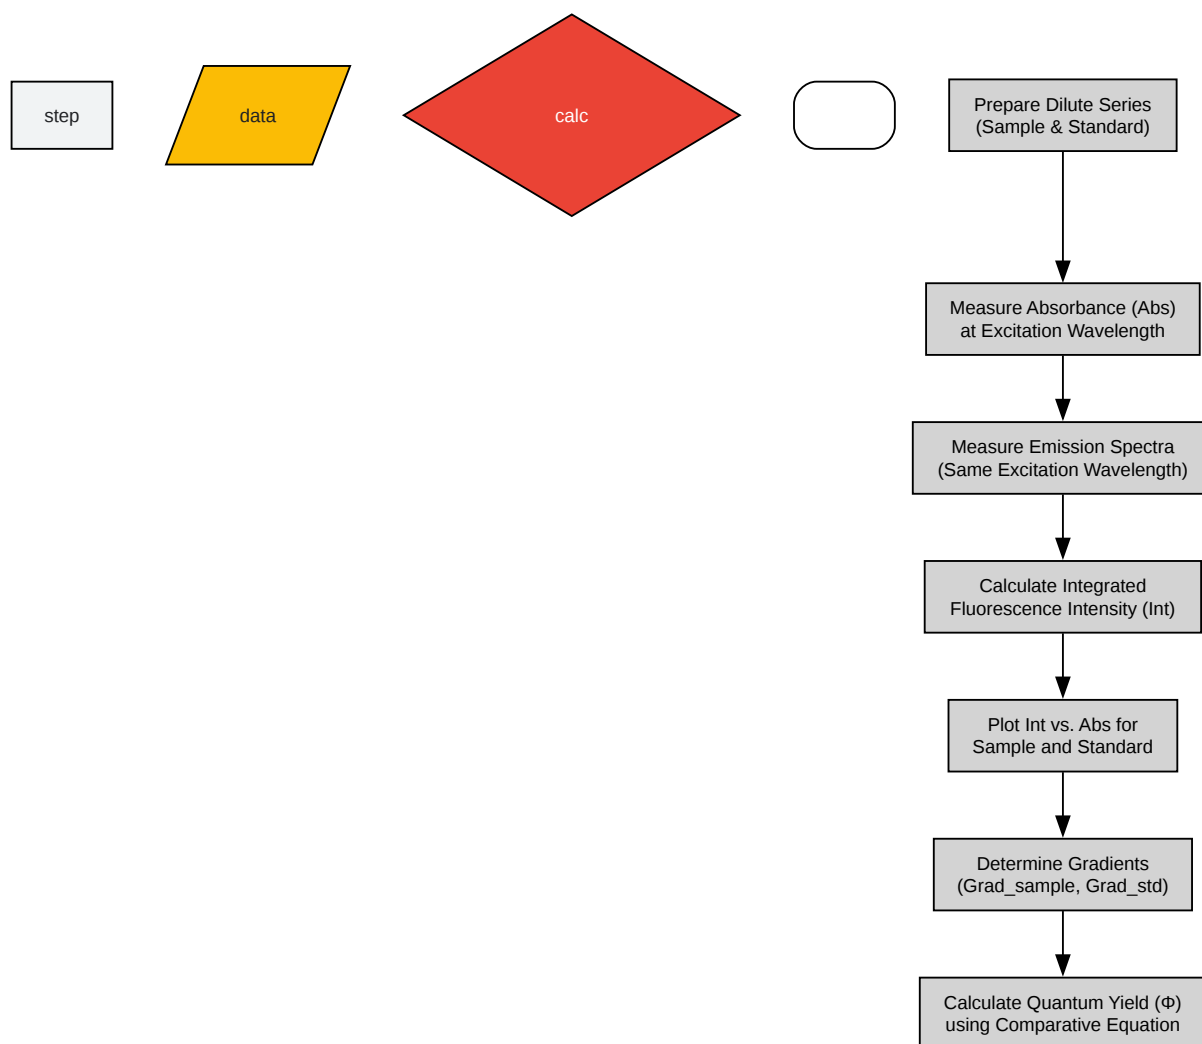 step
data
calc
Prepare Dilute Series
(Sample & Standard)
Measure Absorbance (Abs)
at Excitation Wavelength
Measure Emission Spectra
(Same Excitation Wavelength)
Calculate Integrated
Fluorescence Intensity (Int)
Plot Int vs. Abs for
Sample and Standard
Determine Gradients
(Grad_sample, Grad_std)
Calculate Quantum Yield (Φ)
using Comparative Equation